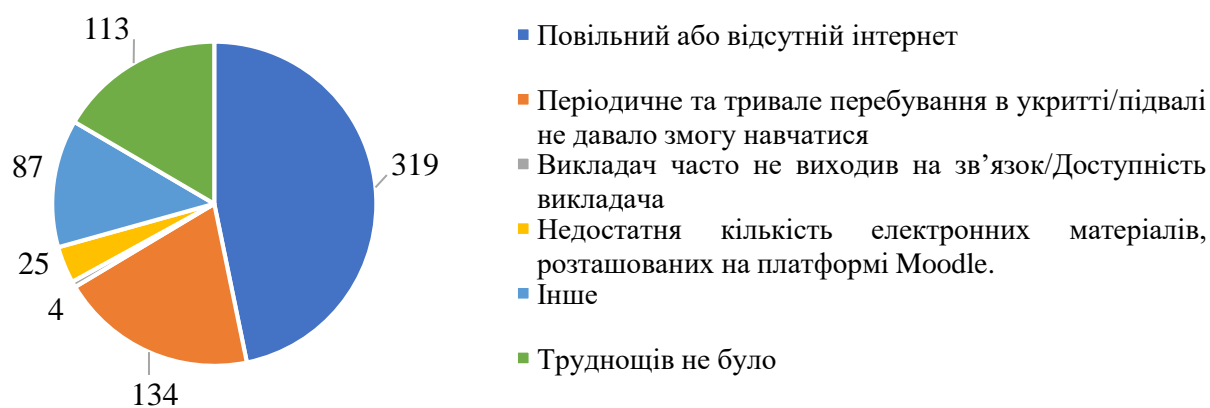 113
87
25
4
134
319
Повільний або відсутній інтернет
Періодичне та тривале перебування в укритті/підвалі
не давало змогу навчатися
Викладач часто не виходив на зв’язок/Доступність
викладача
Недостатня кількість електронних матеріалів,
розташованих на платформі Moodle.
Інше
Труднощів не було